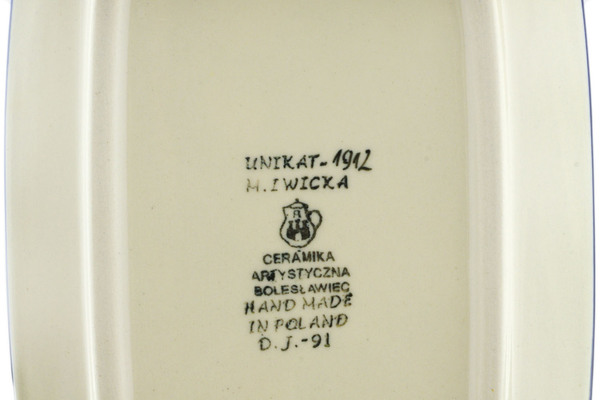 UNIKAT-1912
M. IWICKA
CERAMIKA
ARTYSTYCZNA
BOLESŁAWIEC
HAND MADE
IN POLAND
D.J.-91